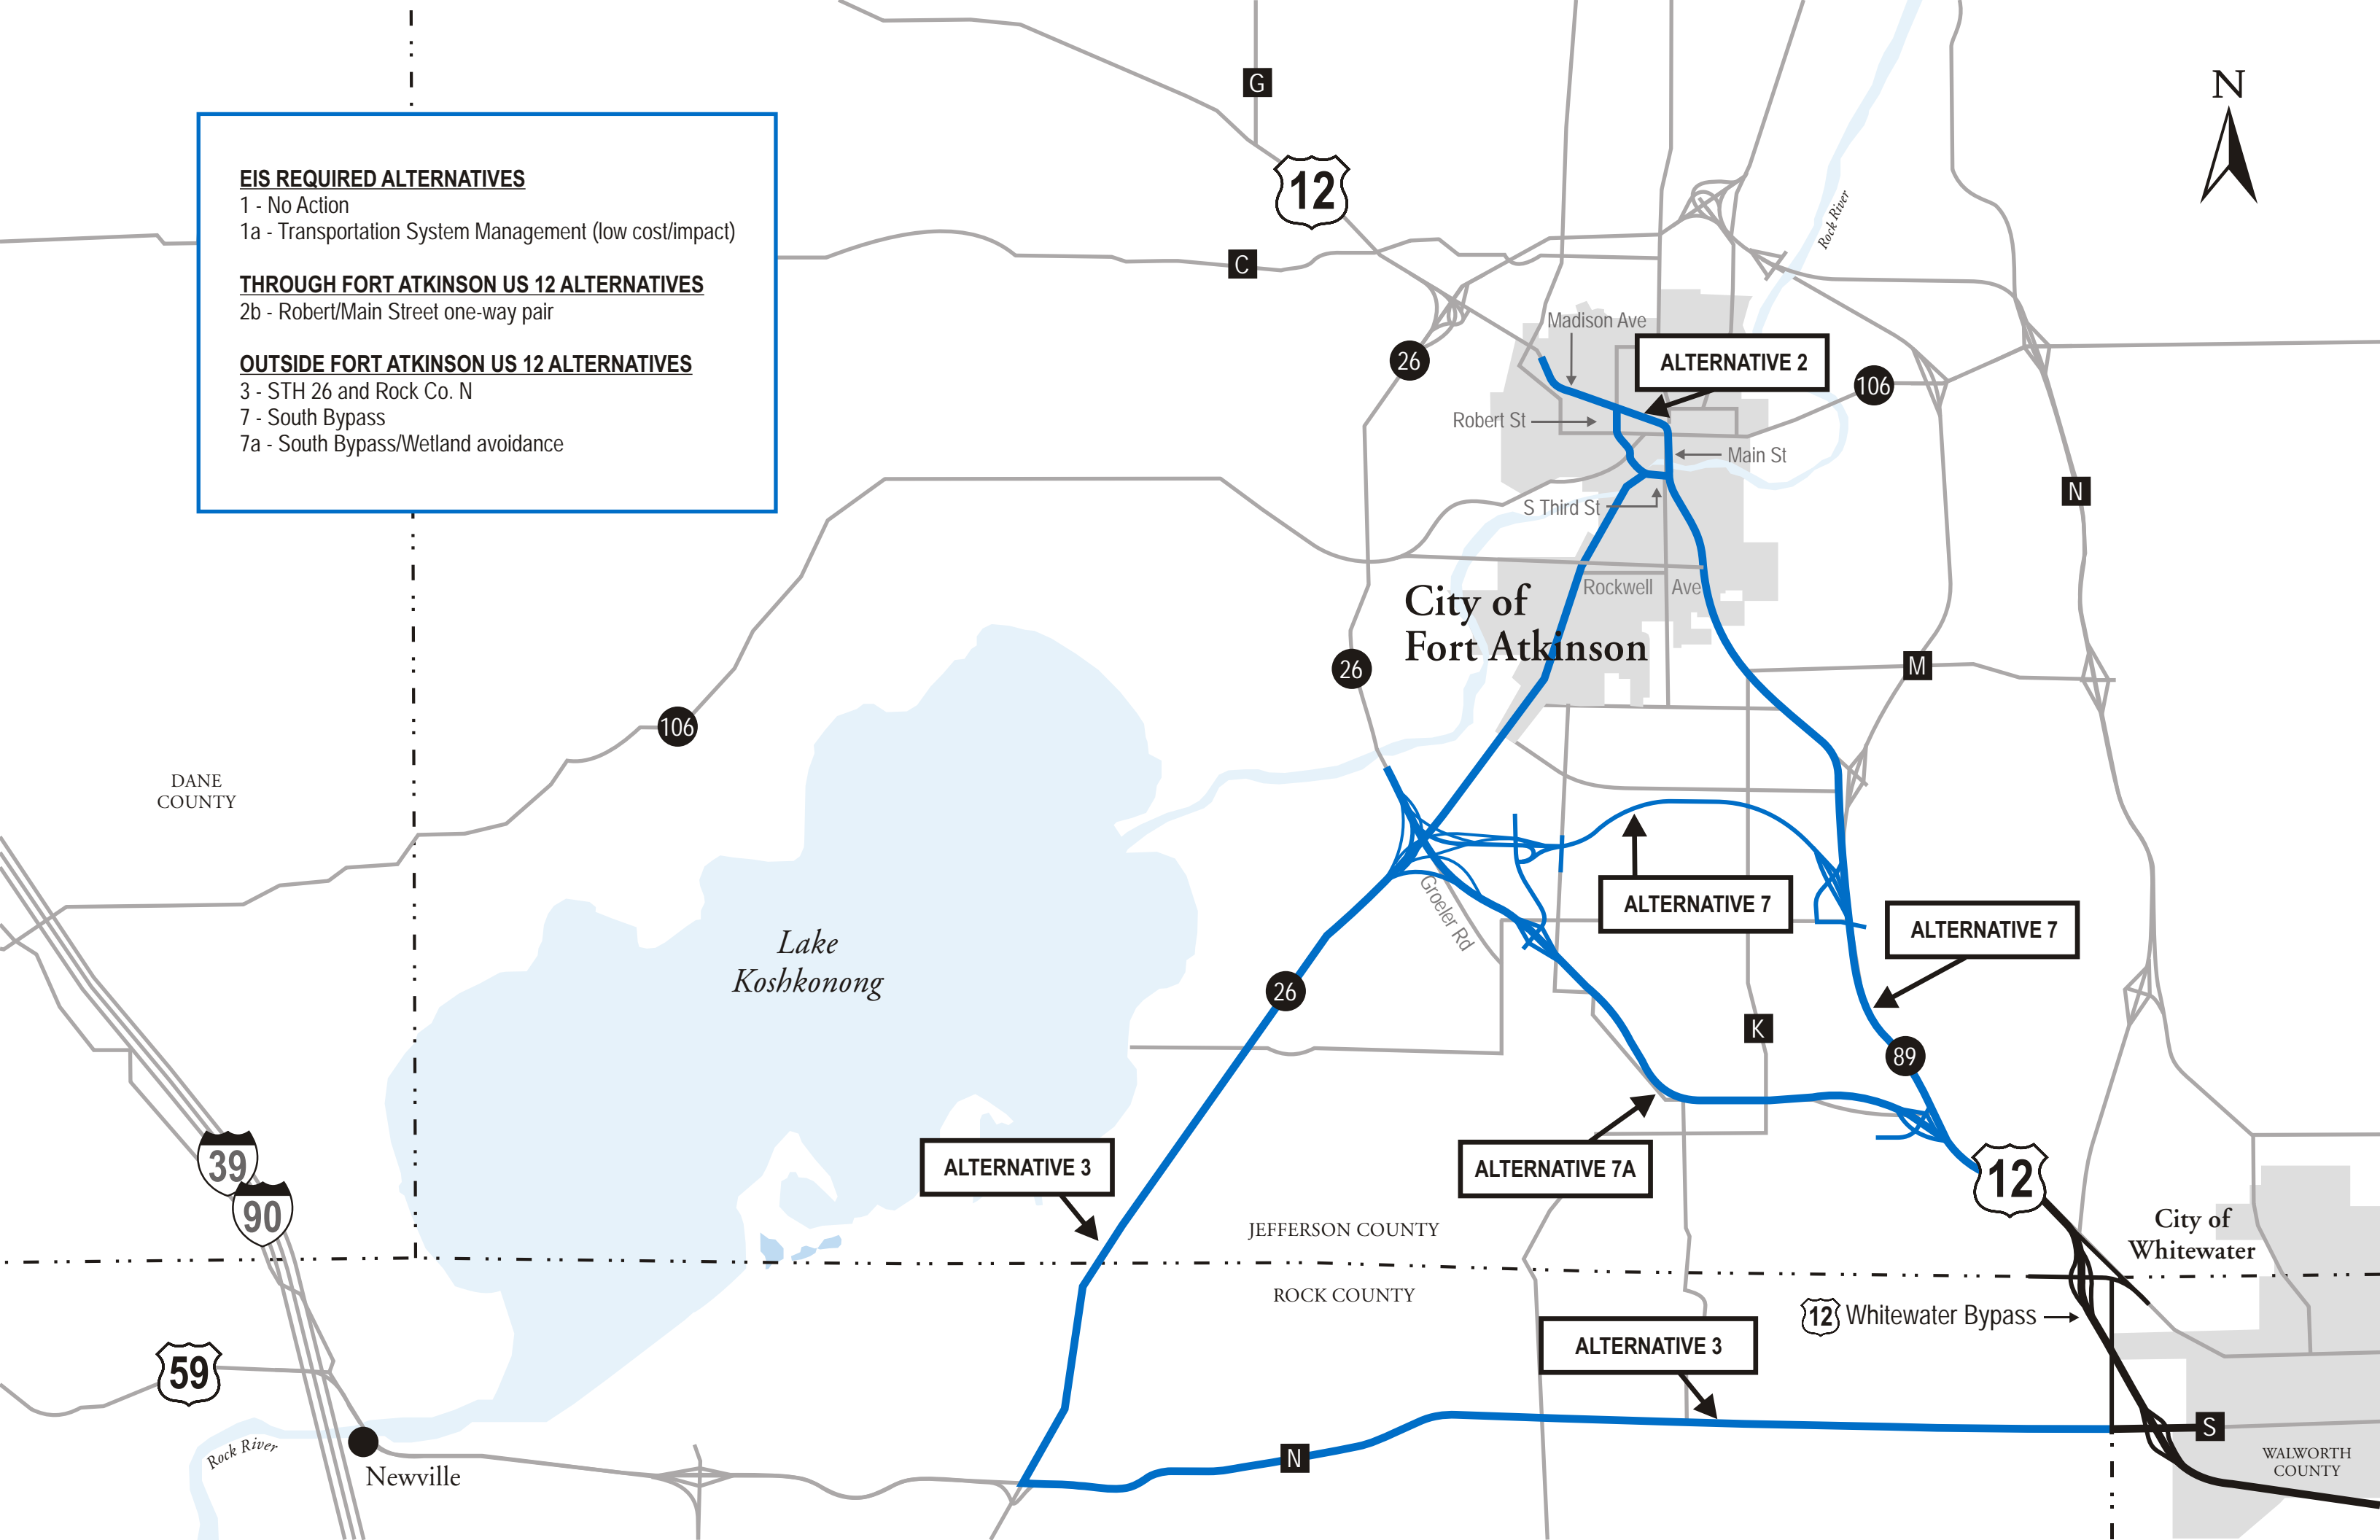 N
G
12
EIS REQUIRED ALTERNATIVES
1 - No Action
1a - Transportation System Management (low cost/impact)
THROUGH FORT ATKINSON US 12 ALTERNATIVES
2b - Robert/Main Street one-way pair
OUTSIDE FORT ATKINSON US 12 ALTERNATIVES
3 - STH 26 and Rock Co. N
7 - South Bypass
7a - South Bypass/Wetland avoidance
Rock River
C
Madison Ave
26
ALTERNATIVE 2
106
Robert St
Main St
N
S Third St
Rockwell Ave
City of
Fort Atkinson
26
M
106
DANE
COUNTY
Lake
Koshkonong
Groeler Rd
ALTERNATIVE 7
ALTERNATIVE 7
26
K
89
39
90
ALTERNATIVE 3
ALTERNATIVE 7A
12
JEFFERSON COUNTY
City of
Whitewater
ROCK COUNTY
12 Whitewater Bypass
ALTERNATIVE 3
59
Rock River
N
S
Newville
WALWORTH
COUNTY